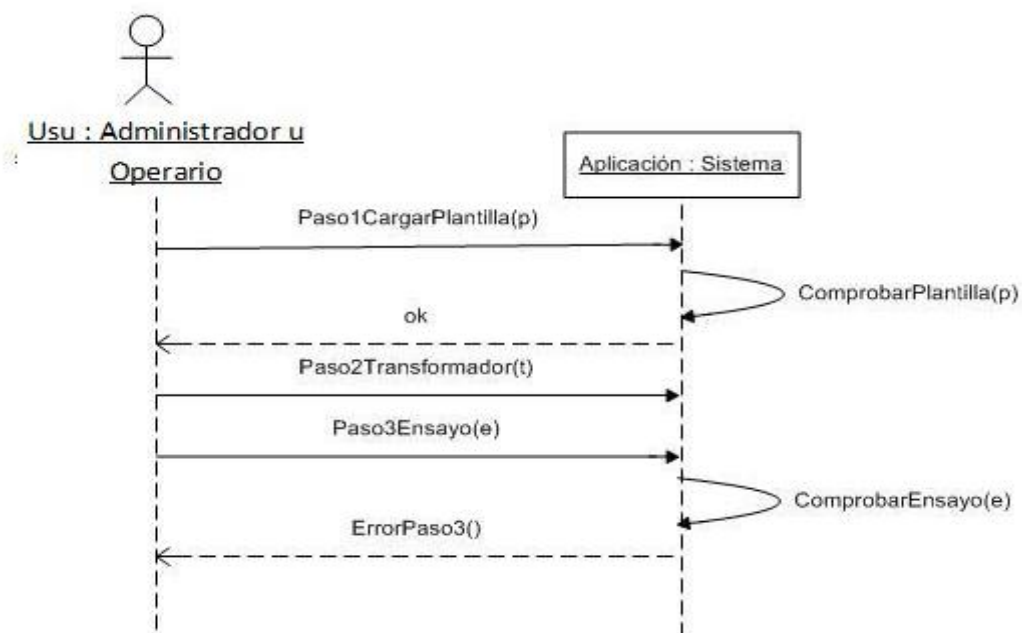 Usu : Administrador u
Operario
:
Aplicación : Sistema
Paso1CargarPlantilla(p)
ComprobarPlantilla(p)
ok
Paso2Transformador(t)
Paso3Ensayo(e)
ComprobarEnsayo(e)
ErrorPaso3()